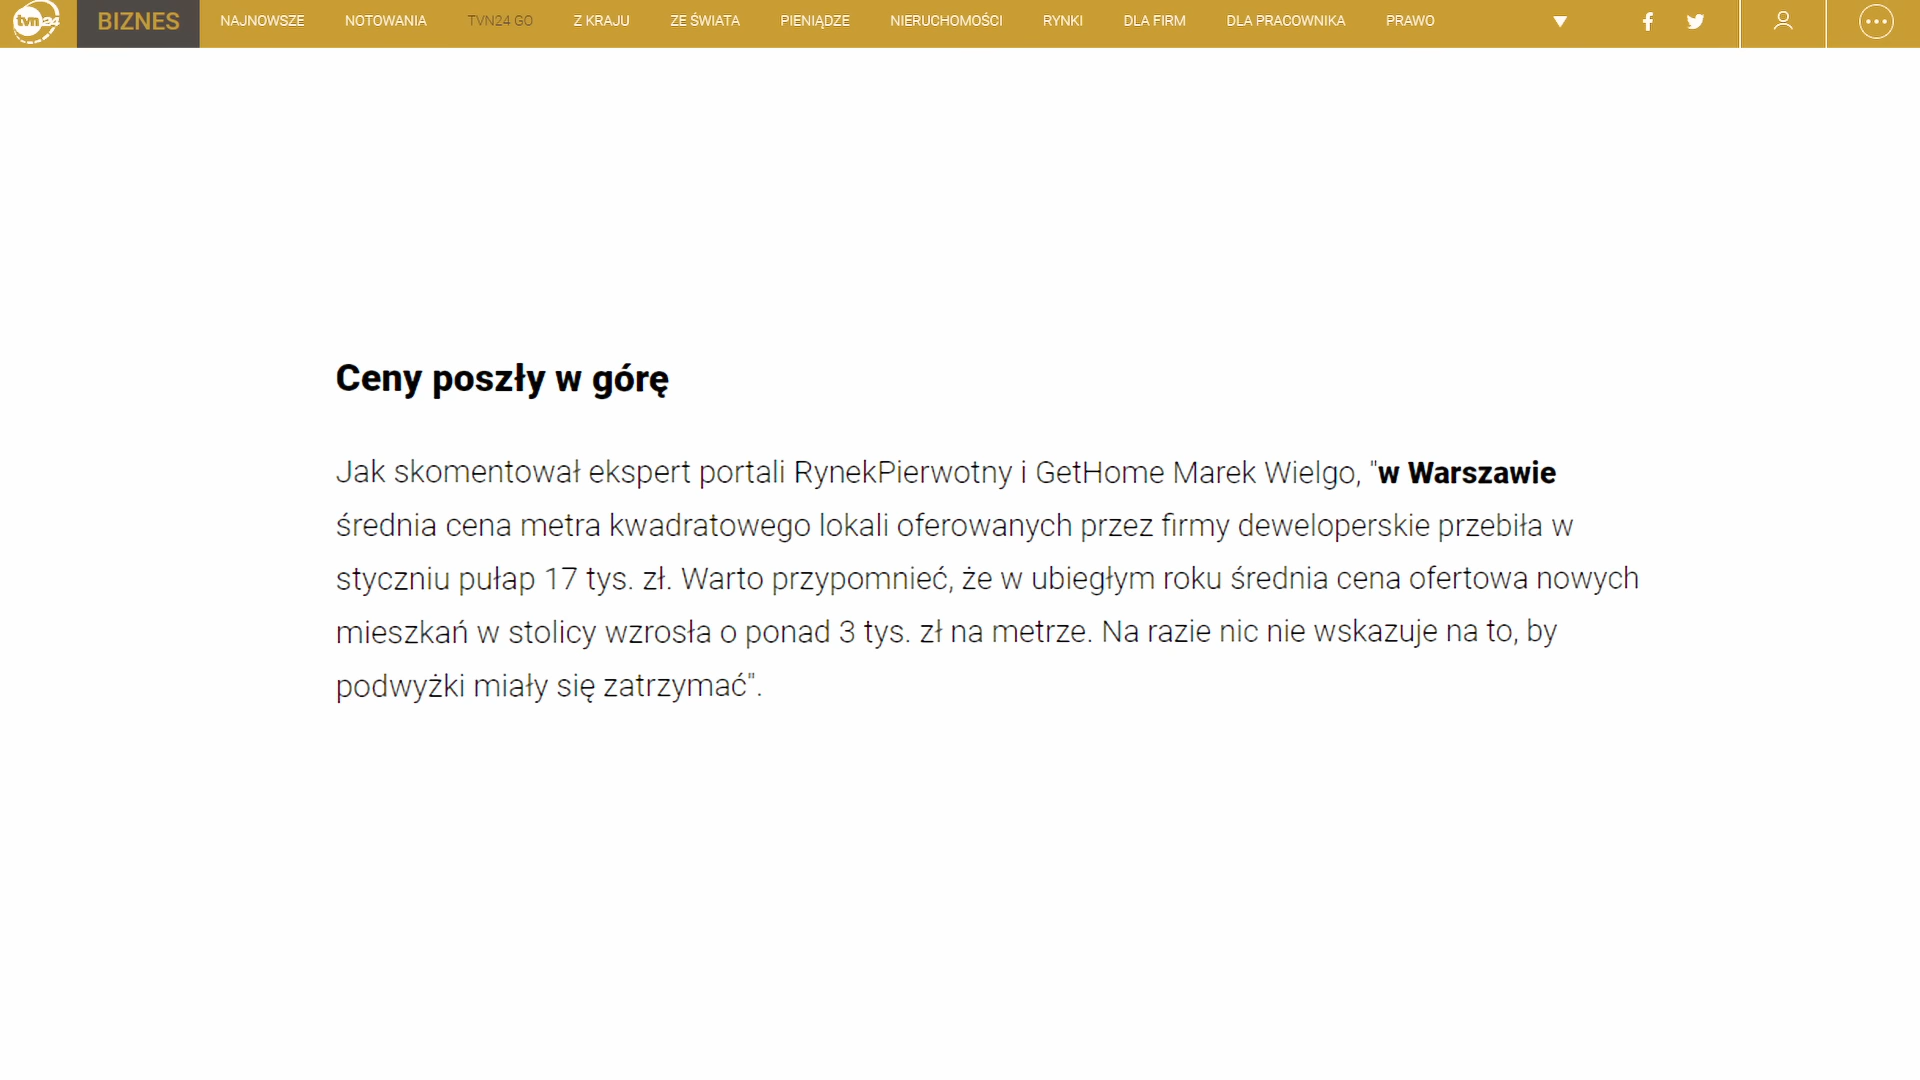 tvn24 BIZNES NAJNOWSZE NOTOWANIA TVN24 GO Z KRAJU ZE ŚWIATA PIENIĄDZE NIERUCHOMOŚCI RYNKI DLA FIRM DLA PRACOWNIKA PRAWO
Ceny poszły w górę
Jak skomentował ekspert portali RynekPierwotny i GetHome Marek Wielgo, "w Warszawie
średnia cena metra kwadratowego lokali oferowanych przez firmy deweloperskie przebiła w
styczniu pułap 17 tys. zł. Warto przypomnieć, że w ubiegłym roku średnia cena ofertowa nowych
mieszkań w stolicy wzrosła o ponad 3 tys. zł na metrze. Na razie nic nie wskazuje na to, by
podwyżki miały się zatrzymać".